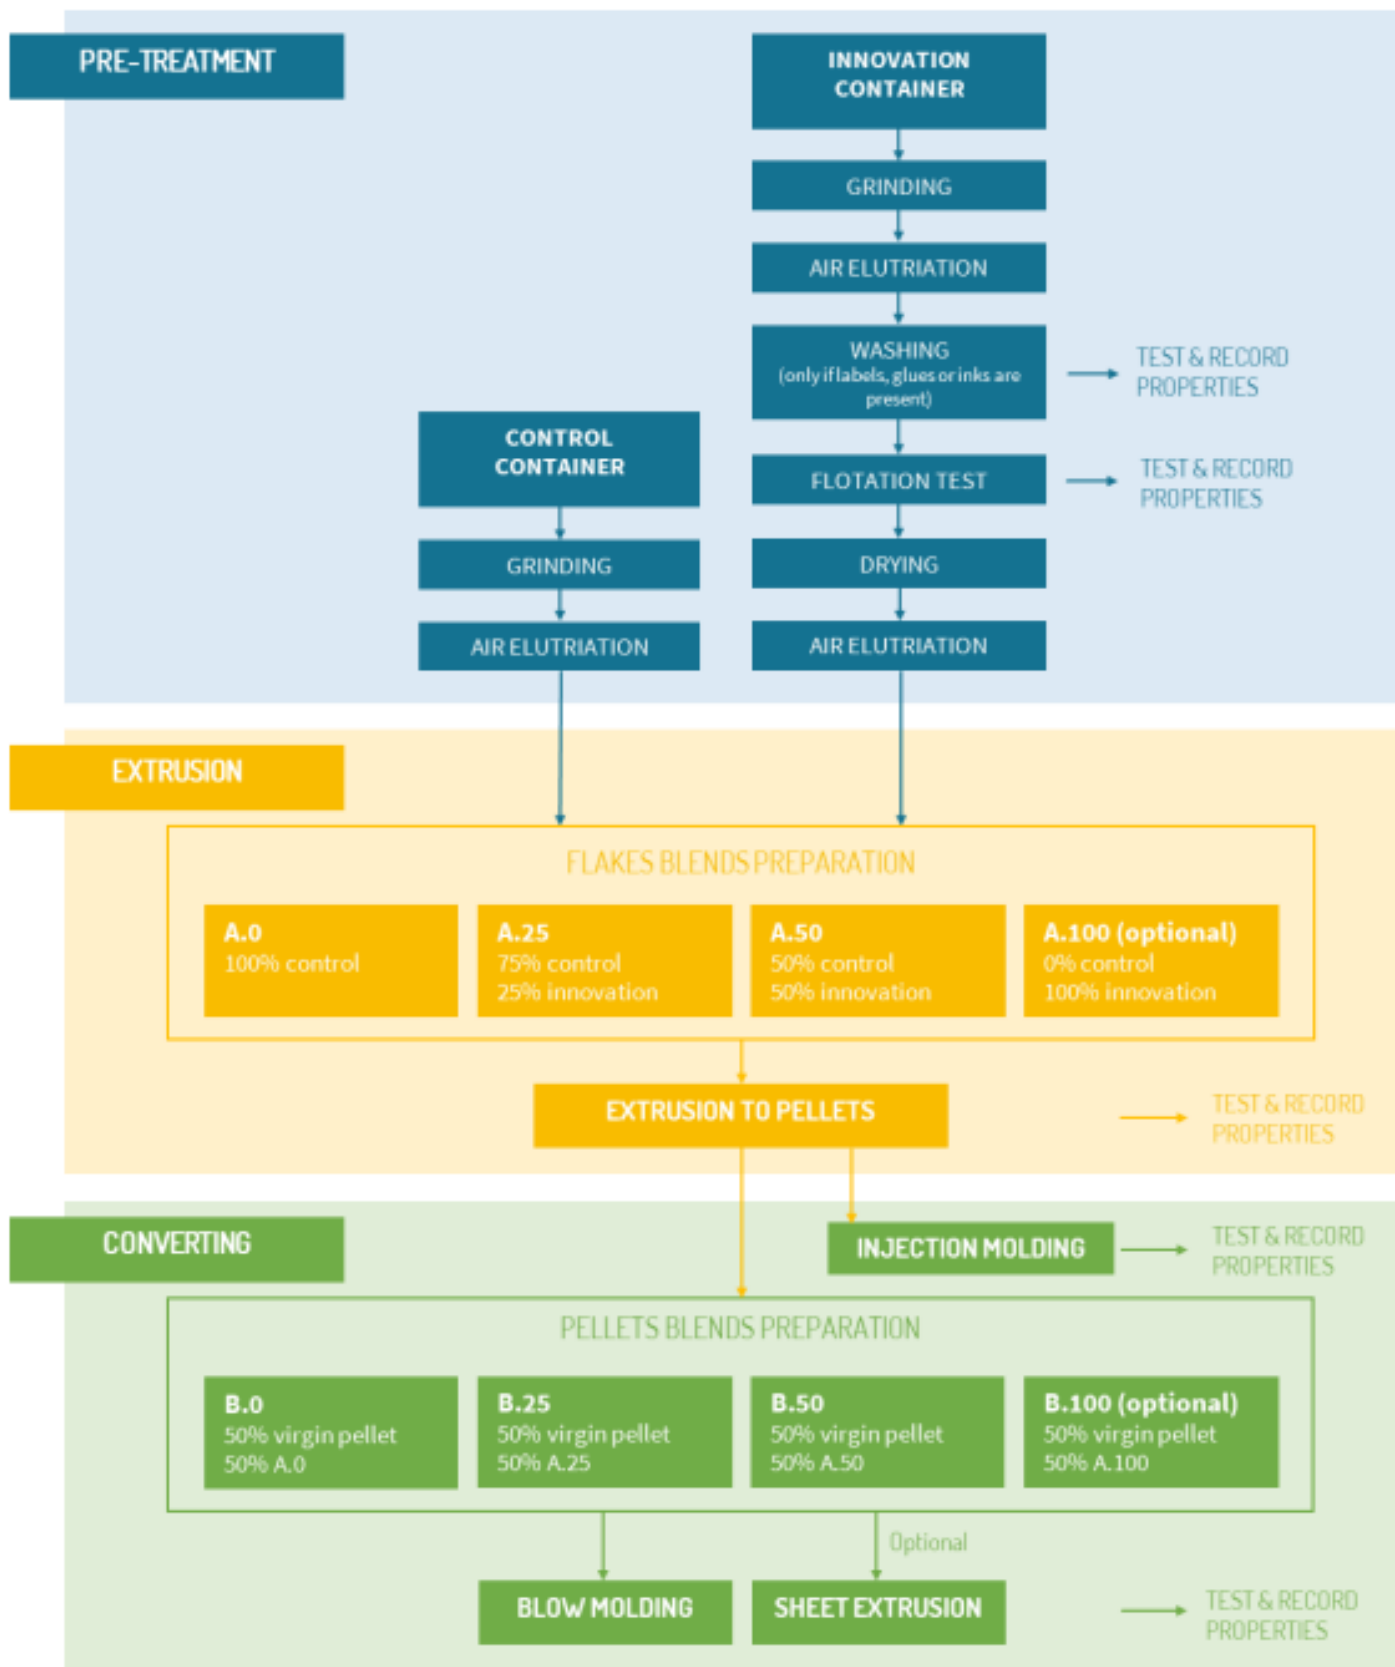 PRE-TREATMENT
INNOVATION
CONTAINER
GRINDING
AIR ELUTRIATION
WASHING
(only if labels, glues or inks are
present)
TEST & RECORD
PROPERTIES
CONTROL
CONTAINER
FLOTATION TEST
TEST & RECORD
PROPERTIES
GRINDING
DRYING
AIR ELUTRIATION
AIR ELUTRIATION
EXTRUSION
FLAKES BLENDS PREPARATION
A.0
100% control
A.25
75% control
25% innovation
A.50
50% control
50% innovation
A.100 (optional)
0% control
100% innovation
EXTRUSION TO PELLETS
TEST & RECORD
PROPERTIES
CONVERTING
INJECTION MOLDING
TEST & RECORD
PROPERTIES
PELLETS BLENDS PREPARATION
B.0
50% virgin pellet
50% A.0
B.25
50% virgin pellet
50% A.25
B.50
50% virgin pellet
50% A.50
B.100 (optional)
50% virgin pellet
50% A.100
Optional
BLOW MOLDING
SHEET EXTRUSION
TEST & RECORD
PROPERTIES